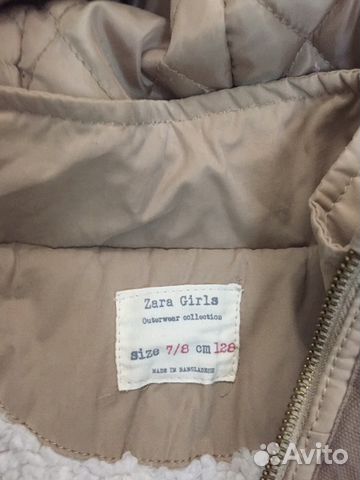 Zara Girls
Outerwear collection
size 7/8 cm 128
MADE IN BANGLADESH
Avito